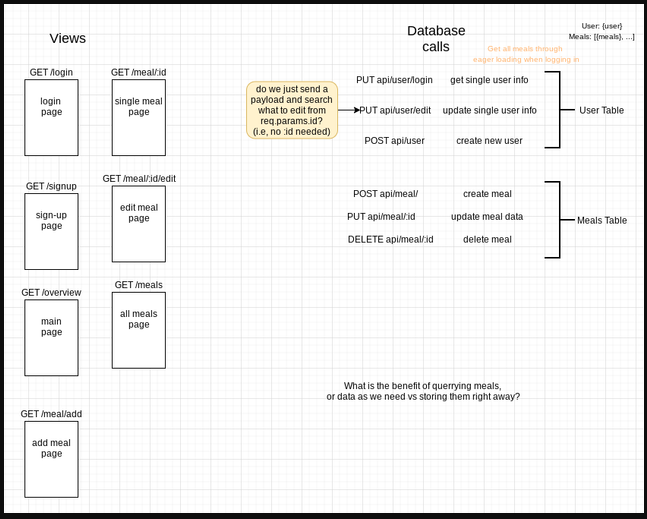 Views
Database
calls
User: {user}
Meals: [{meals}, ...]
Get all meals through
eager loading when logging in
GET /login
login
page
GET /meal/:id
single meal
page
do we just send a
payload and search
what to edit from
req.params.id?
(i.e, no :id needed)
PUT api/user/login get single user info
PUT api/user/edit update single user info
POST api/user create new user
User Table
GET /signup
sign-up
page
GET /meal/:id/edit
edit meal
page
POST api/meal/ create meal
PUT api/meal/:id update meal data
DELETE api/meal/:id delete meal
Meals Table
GET /overview
main
page
GET /meals
all meals
page
What is the benefit of querrying meals,
or data as we need vs storing them right away?
GET /meal/add
add meal
page